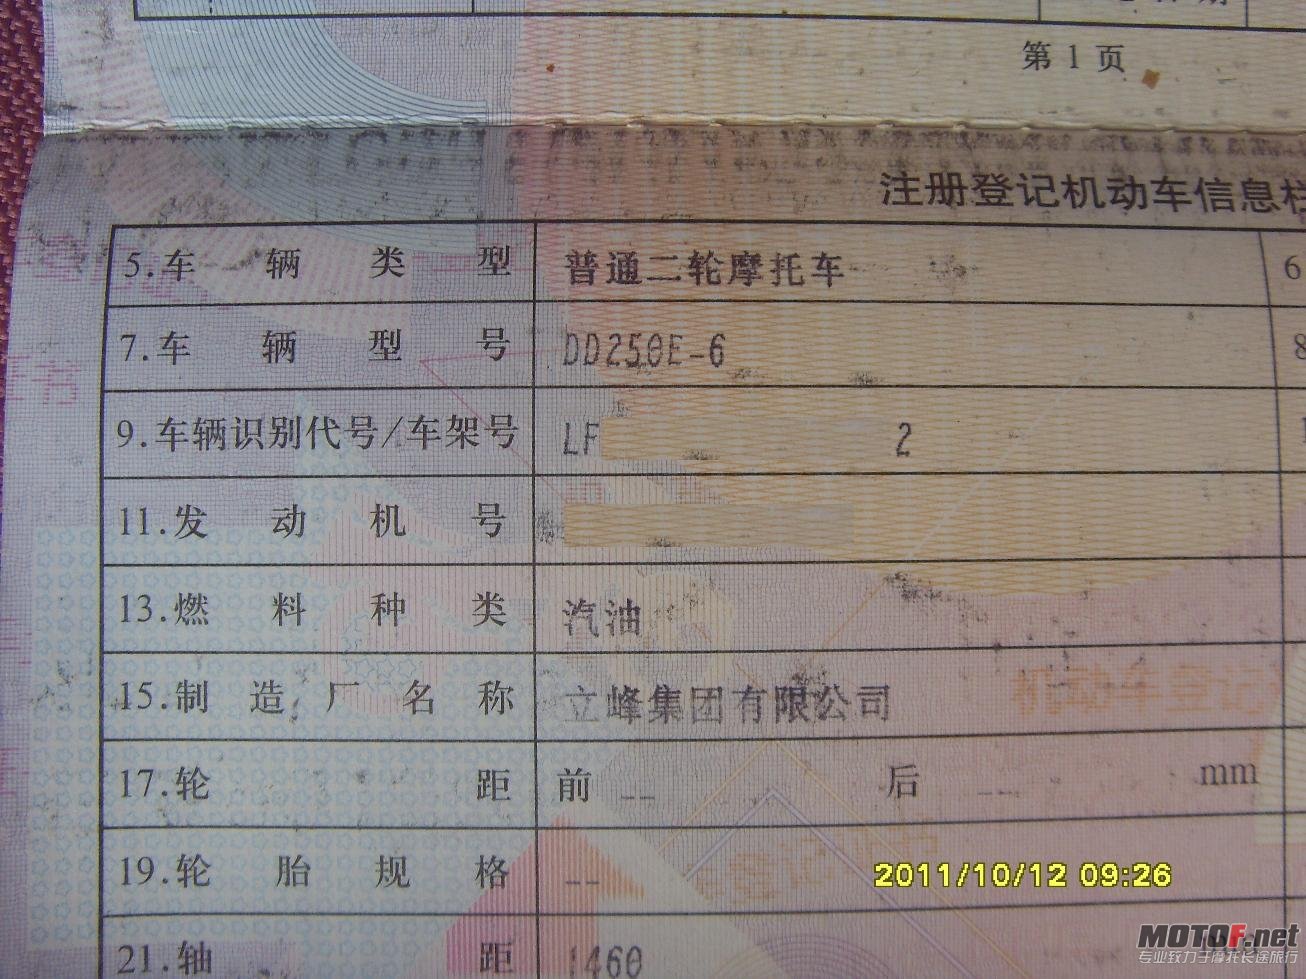 第 1 页
注册登记机动车信息栏
5.车辆类型 普通二轮摩托车 6
7.车辆型号 DD250E-6 8
9.车辆识别代号/车架号 LF 2 1
11.发动机号
13.燃料种类 汽油
15.制造厂名称 立峰集团有限公司
17.轮距 前 -- 后 -- mm
19.轮胎规格 --
2011/10/12 09:26
21.轴距 1460
MOTOF.net
专业致力于摩托长途旅行